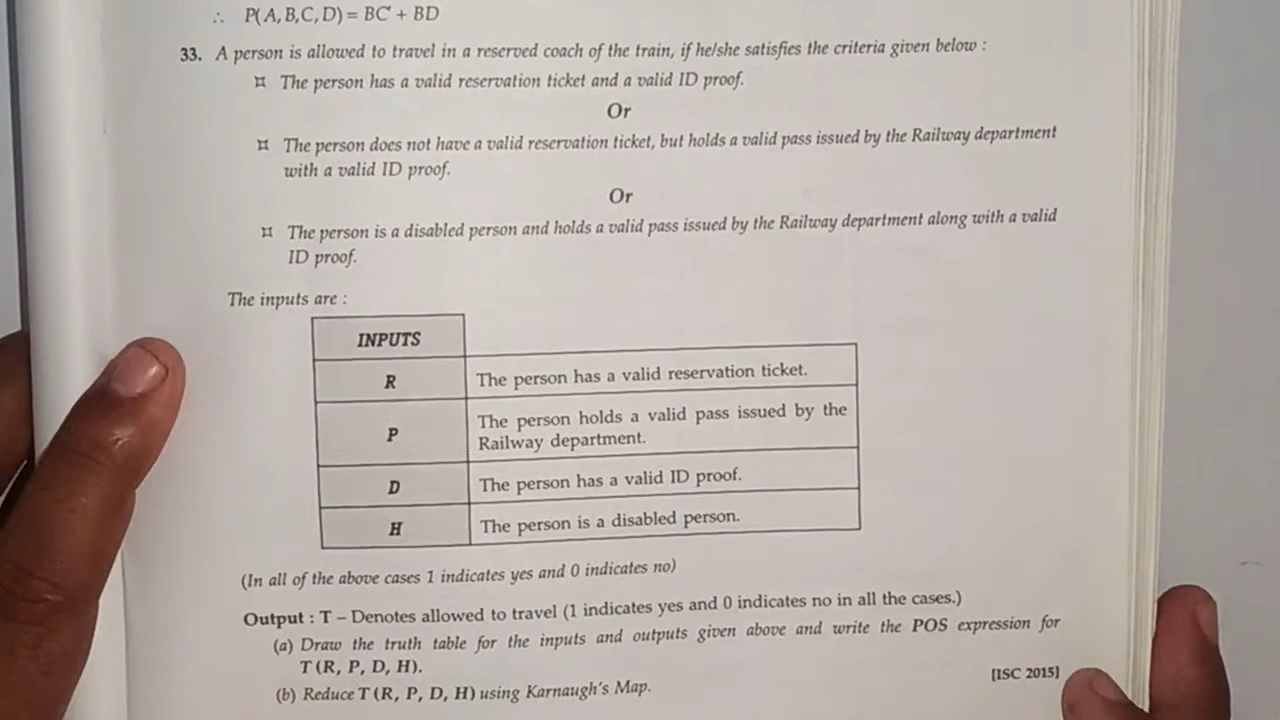 ∴ P(A, B,C, D) = BC' + BD
33. A person is allowed to travel in a reserved coach of the train, if he/she satisfies the criteria given below :
¤ The person has a valid reservation ticket and a valid ID proof.
Or
¤ The person does not have a valid reservation ticket, but holds a valid pass issued by the Railway department
with a valid ID proof.
Or
¤ The person is a disabled person and holds a valid pass issued by the Railway department along with a valid
ID proof.
The inputs are :
INPUTS
R The person has a valid reservation ticket.
P The person holds a valid pass issued by the
Railway department.
D The person has a valid ID proof.
H The person is a disabled person.
(In all of the above cases 1 indicates yes and 0 indicates no)
Output : T – Denotes allowed to travel (1 indicates yes and 0 indicates no in all the cases.)
(a) Draw the truth table for the inputs and outputs given above and write the POS expression for
T (R, P, D, H).
(b) Reduce T (R, P, D, H) using Karnaugh's Map.
[ISC 2015]